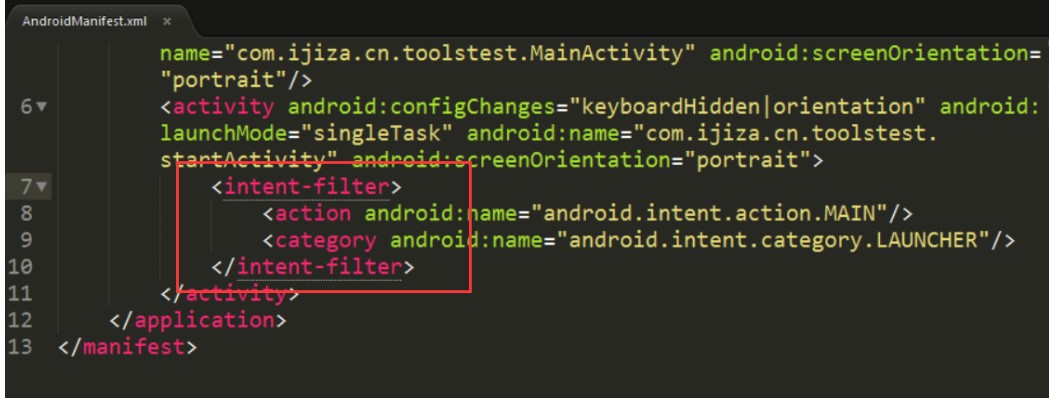 AndroidManifest.xml ×
name="com.ijiza.cn.toolstest.MainActivity" android:screenOrientation=
"portrait"/>
6 <activity android:configChanges="keyboardHidden|orientation" android:
launchMode="singleTask" android:name="com.ijiza.cn.toolstest.
startActivity" android:screenOrientation="portrait">
7 <intent-filter>
8 <action android:name="android.intent.action.MAIN"/>
9 <category android:name="android.intent.category.LAUNCHER"/>
10 </intent-filter>
11 </activity>
12 </application>
13 </manifest>